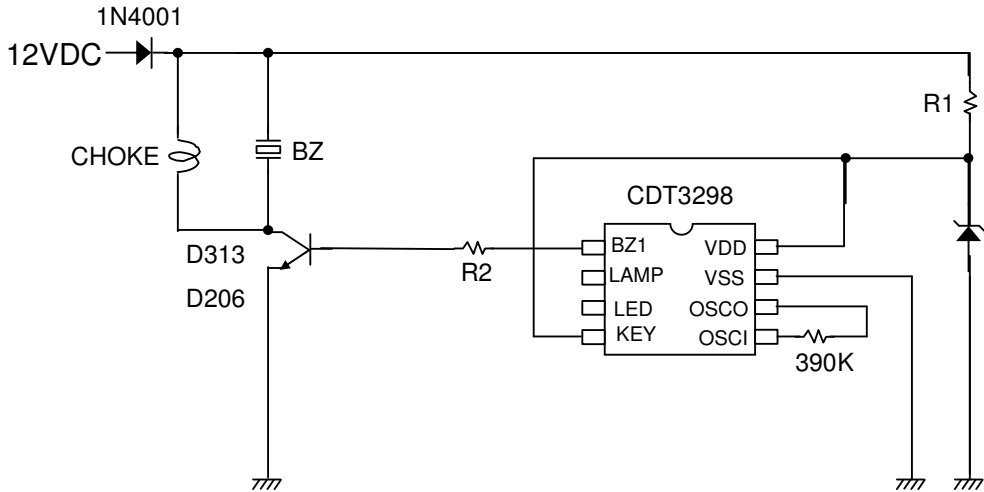 1N4001
12VDC
R1
CHOKE
BZ
CDT3298
D313
D206
R2
BZ1
VDD
LAMP
VSS
LED
OSCO
KEY
OSCI
390K